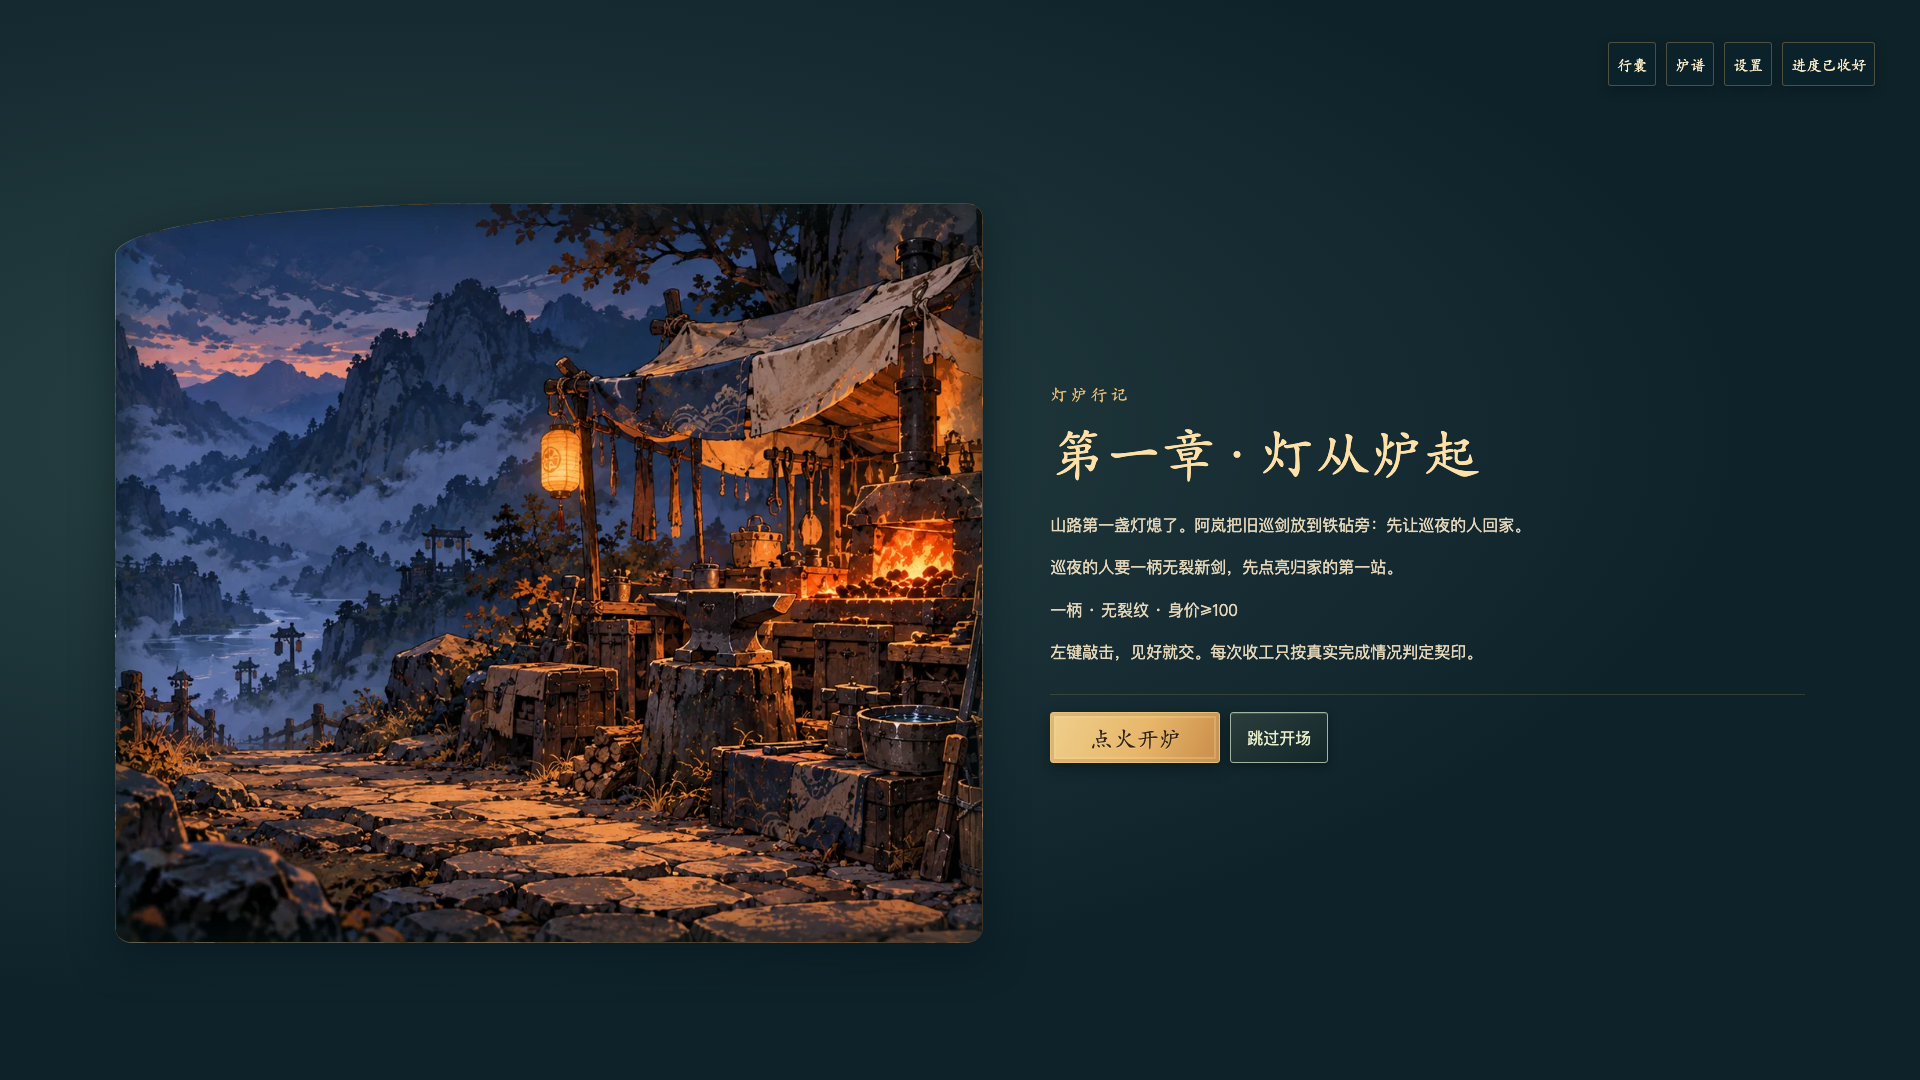 行囊
炉谱
设置
进度已收好
灯炉行记
第一章 · 灯从炉起
山路第一盏灯熄了。阿岚把旧巡剑放到铁砧旁：先让巡夜的人回家。
巡夜的人要一柄无裂新剑，先点亮归家的第一站。
一柄 · 无裂纹 · 身价≥100
左键敲击，见好就交。每次收工只按真实完成情况判定契印。
点火开炉
跳过开场